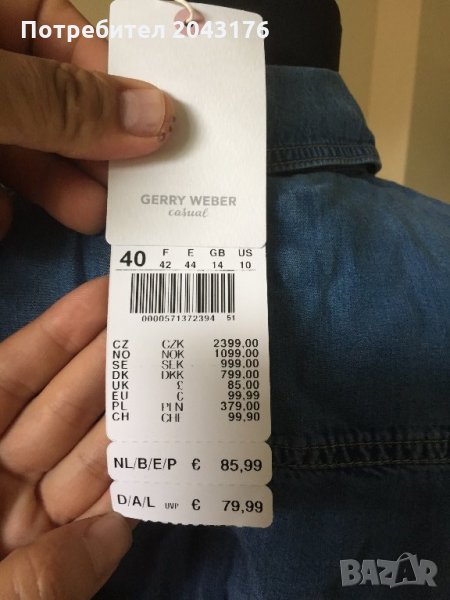 Потребител 2043176
GERRY WEBER
casual
40 F 42 E 44 GB 14 US 10
0000571372394 51
CZ CZK 2399,00
NO NOK 1099.00
SE SLK 999.00
DK DKK 799.00
UK £ 85.00
EU € 99.99
PL PLN 379.00
CH CHF 99,90
NL/B/E/P € 85,99
D/A/L UVP € 79,99
BAZAR